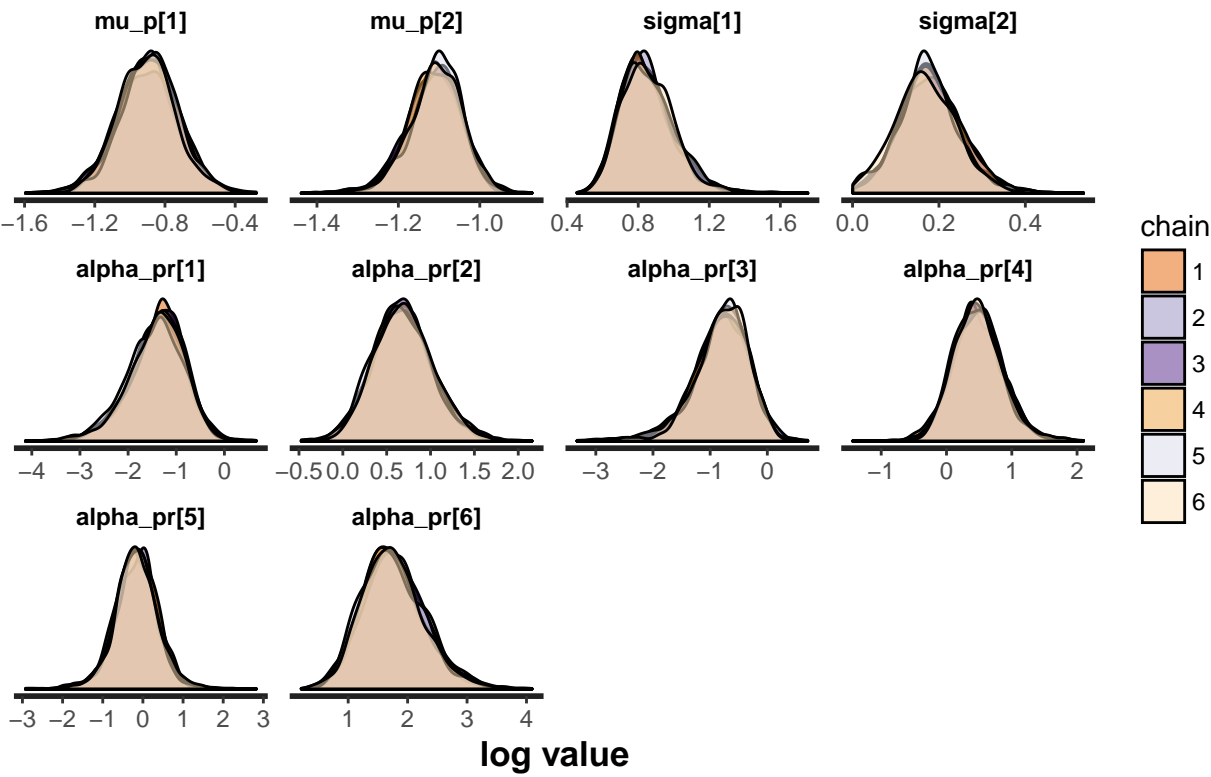 mu_p[1] mu_p[2] sigma[1] sigma[2]
−1.6 −1.2 −0.8 −0.4 −1.4 −1.2 −1.0 0.4 0.8 1.2 1.6 0.0 0.2 0.4
alpha_pr[1] alpha_pr[2] alpha_pr[3] alpha_pr[4]
−4 −3 −2 −1 0 −0.5 0.0 0.5 1.0 1.5 2.0 −3 −2 −1 0 −1 0 1 2
alpha_pr[5] alpha_pr[6]
−3 −2 −1 0 1 2 3 1 2 3 4
log value
chain
1
2
3
4
5
6